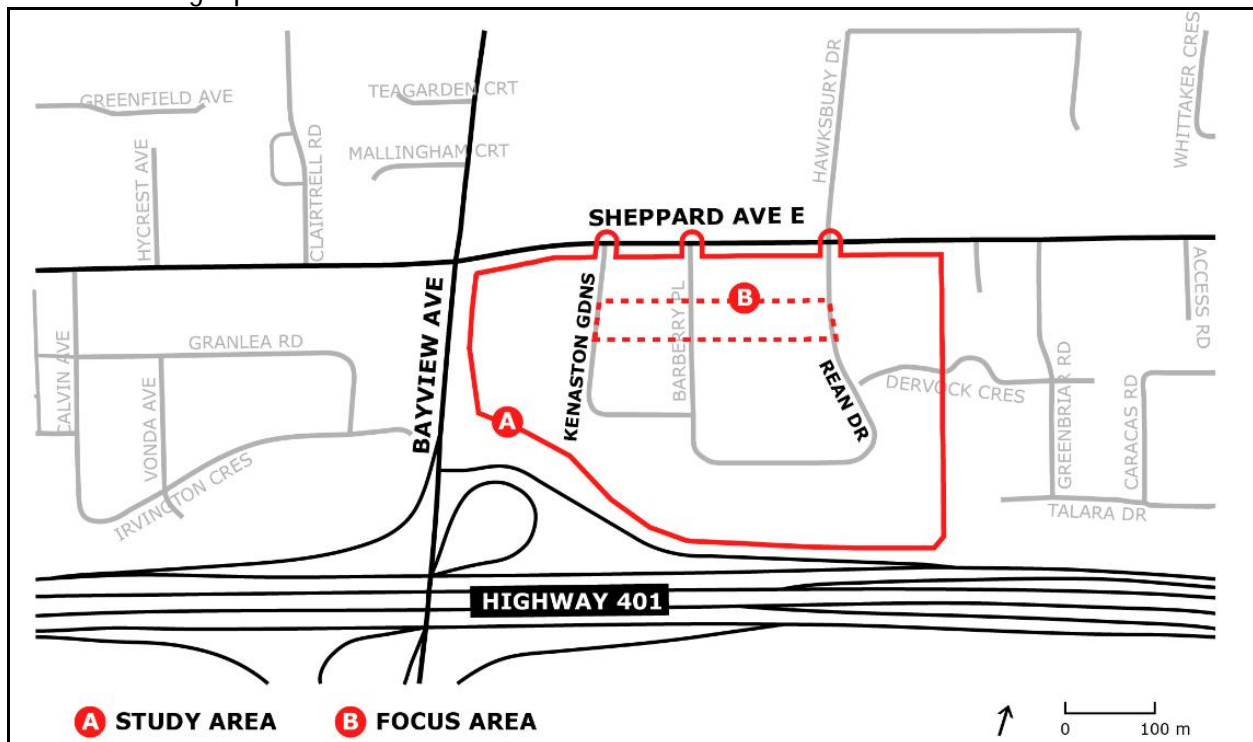 GREENFIELD AVE
TEAGARDEN CRT
HAWKSBURY DR
WHITTAKER CRES
HYCREST AVE
CLAIRTRELL RD
MALLINGHAM CRT
SHEPPARD AVE E
ACCESS RD
B
CALVIN AVE
GRANLEA RD
BAYVIEW AVE
KENASTON GDNS
BARBERRY PL
REAN DR
DERVOCK CRES
GREENBRIAR RD
CARACAS RD
VONDA AVE
A
IRVINGTON CRES
TALARA DR
HIGHWAY 401
A STUDY AREA
B FOCUS AREA
0 100 m